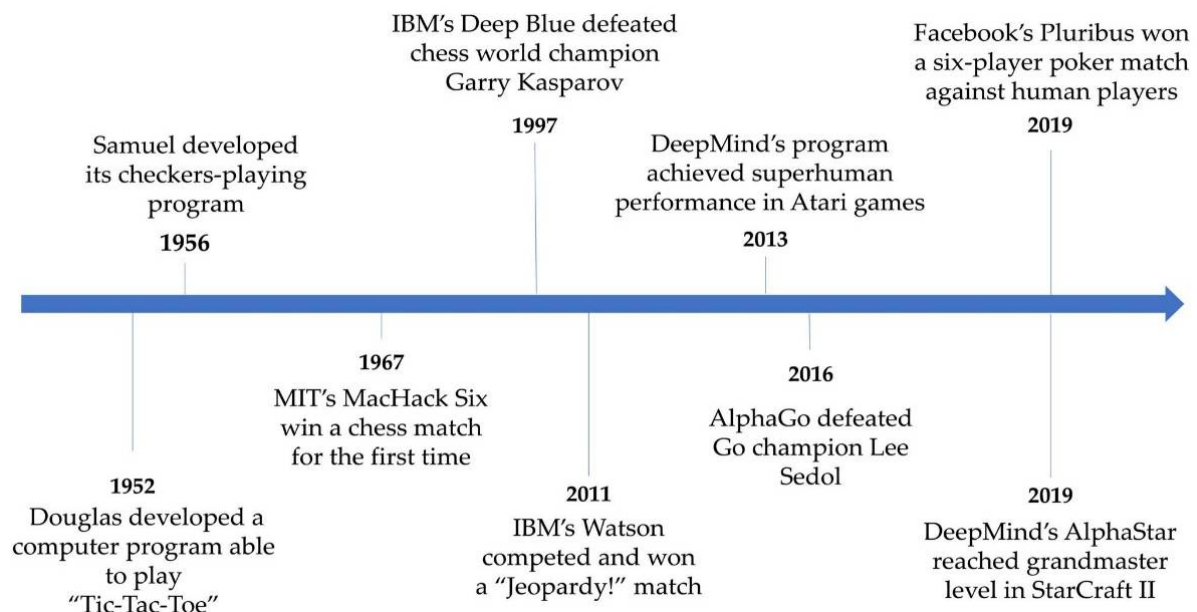 IBM's Deep Blue defeated
chess world champion
Garry Kasparov
1997
Facebook's Pluribus won
a six-player poker match
against human players
2019
Samuel developed
its checkers-playing
program
1956
DeepMind's program
achieved superhuman
performance in Atari games
2013
1967
MIT's MacHack Six
win a chess match
for the first time
2016
AlphaGo defeated
Go champion Lee
Sedol
1952
Douglas developed a
computer program able
to play
“Tic-Tac-Toe”
2011
IBM's Watson
competed and won
a “Jeopardy!” match
2019
DeepMind's AlphaStar
reached grandmaster
level in StarCraft II